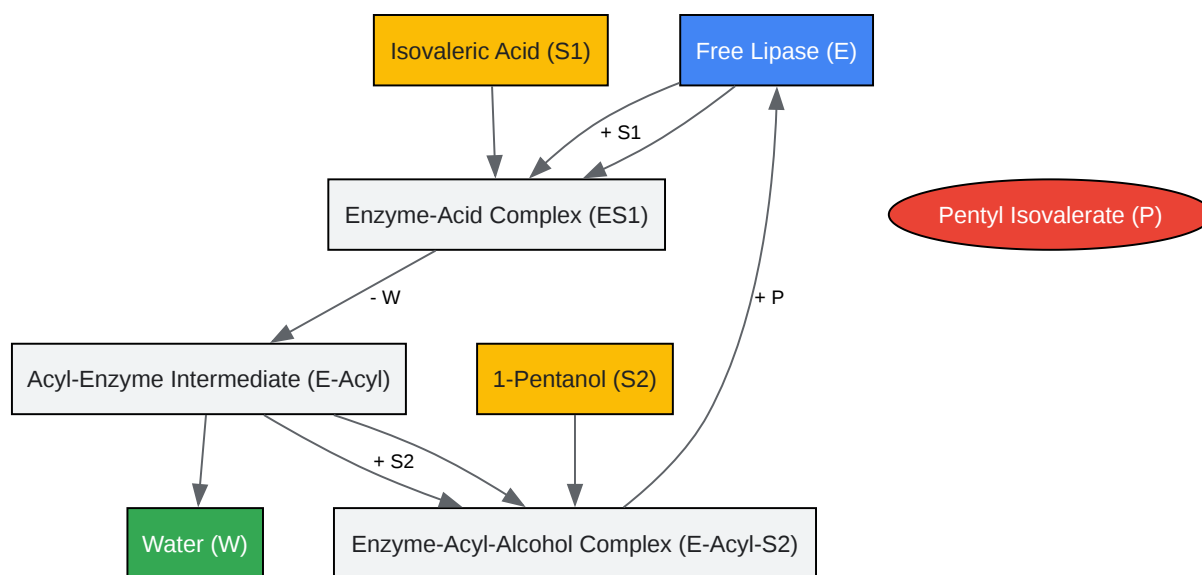 Isovaleric Acid (S1)
Free Lipase (E)
+ S1
Enzyme-Acid Complex (ES1)
Pentyl Isovalerate (P)
- W
+ P
Acyl-Enzyme Intermediate (E-Acyl)
1-Pentanol (S2)
+ S2
Water (W)
Enzyme-Acyl-Alcohol Complex (E-Acyl-S2)